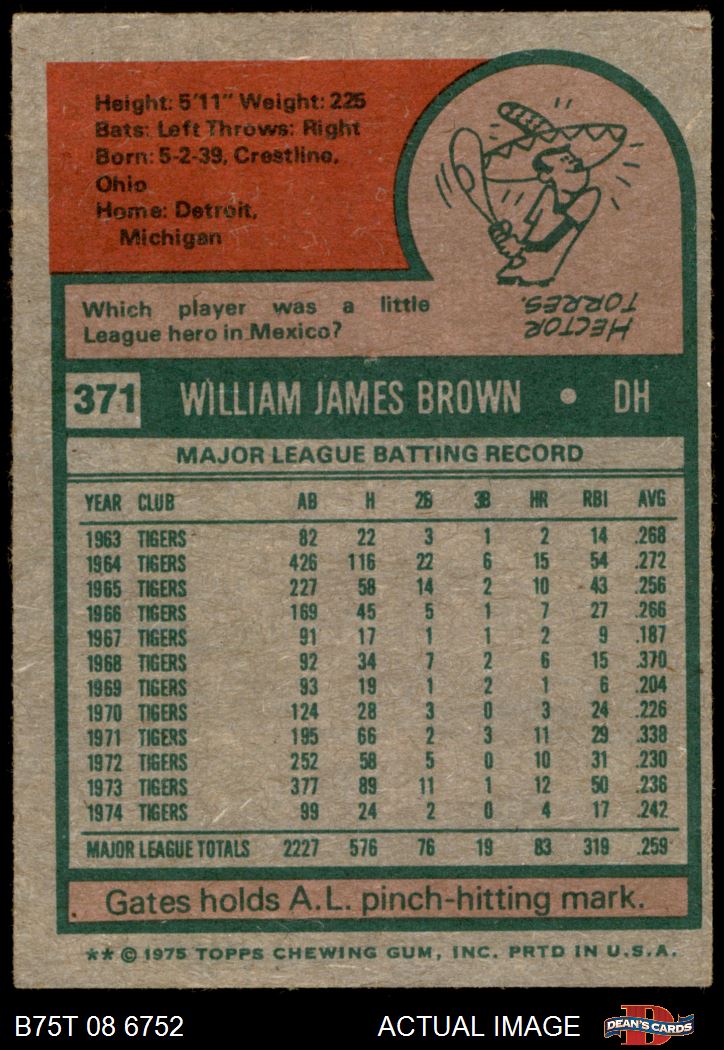 Height: 5'11" Weight: 225
Bats: Left Throws: Right
Born: 5-2-39, Crestline,
Ohio
Home: Detroit,
Michigan
Which player was a little
League hero in Mexico?
HECTOR
TORRES.
371 WILLIAM JAMES BROWN • DH
MAJOR LEAGUE BATTING RECORD
YEAR CLUB AB H 2B 3B HR RBI AVG
1963 TIGERS 82 22 3 1 2 14 .268
1964 TIGERS 426 116 22 6 15 54 .272
1965 TIGERS 227 58 14 2 10 43 .256
1966 TIGERS 169 45 5 1 7 27 .266
1967 TIGERS 91 17 1 1 2 9 .187
1968 TIGERS 92 34 7 2 6 15 .370
1969 TIGERS 93 19 1 2 1 6 .204
1970 TIGERS 124 28 3 0 3 24 .226
1971 TIGERS 195 66 2 3 11 29 .338
1972 TIGERS 252 58 5 0 10 31 .230
1973 TIGERS 377 89 11 1 12 50 .236
1974 TIGERS 99 24 2 0 4 17 .242
MAJOR LEAGUE TOTALS 2227 576 76 19 83 319 .259
Gates holds A.L. pinch-hitting mark.
** © 1975 TOPPS CHEWING GUM, INC. PRTD IN U.S.A.
B75T 08 6752 ACTUAL IMAGE DEAN'S CARDS